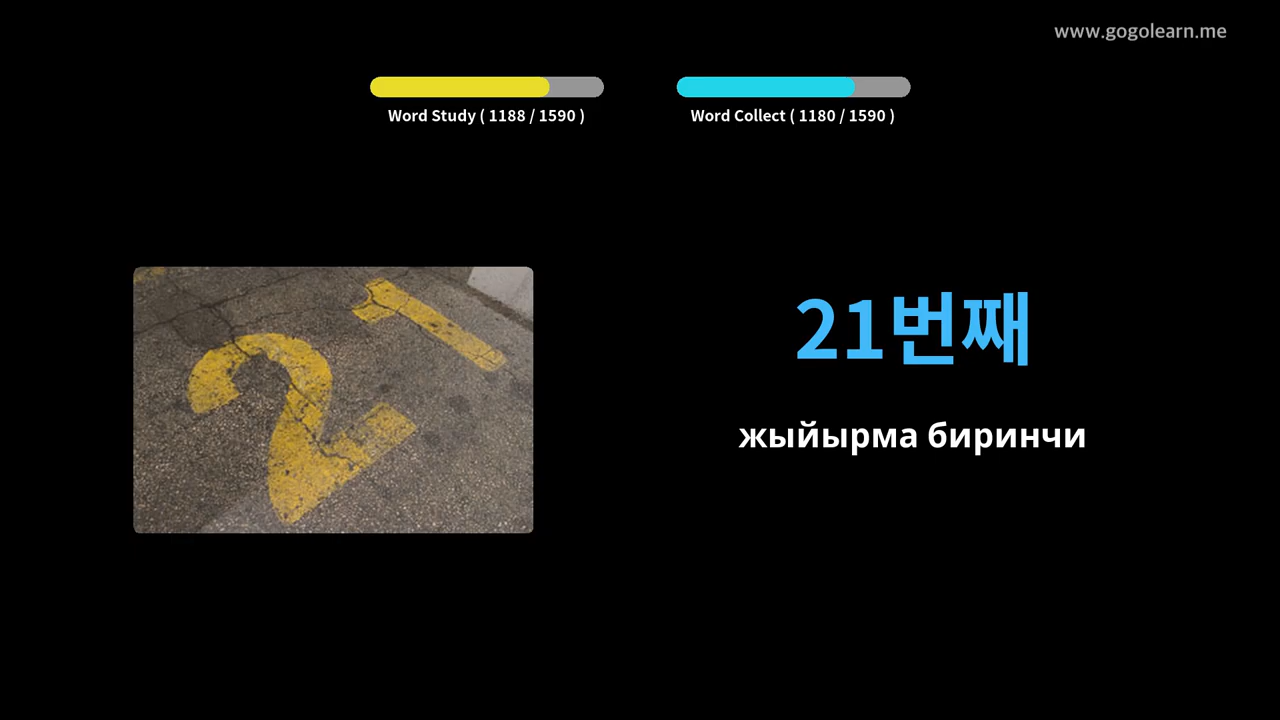 www.gogolearn.me
Word Study ( 1188 / 1590 )
Word Collect ( 1180 / 1590 )
21
21번째
жыйырма биринчи